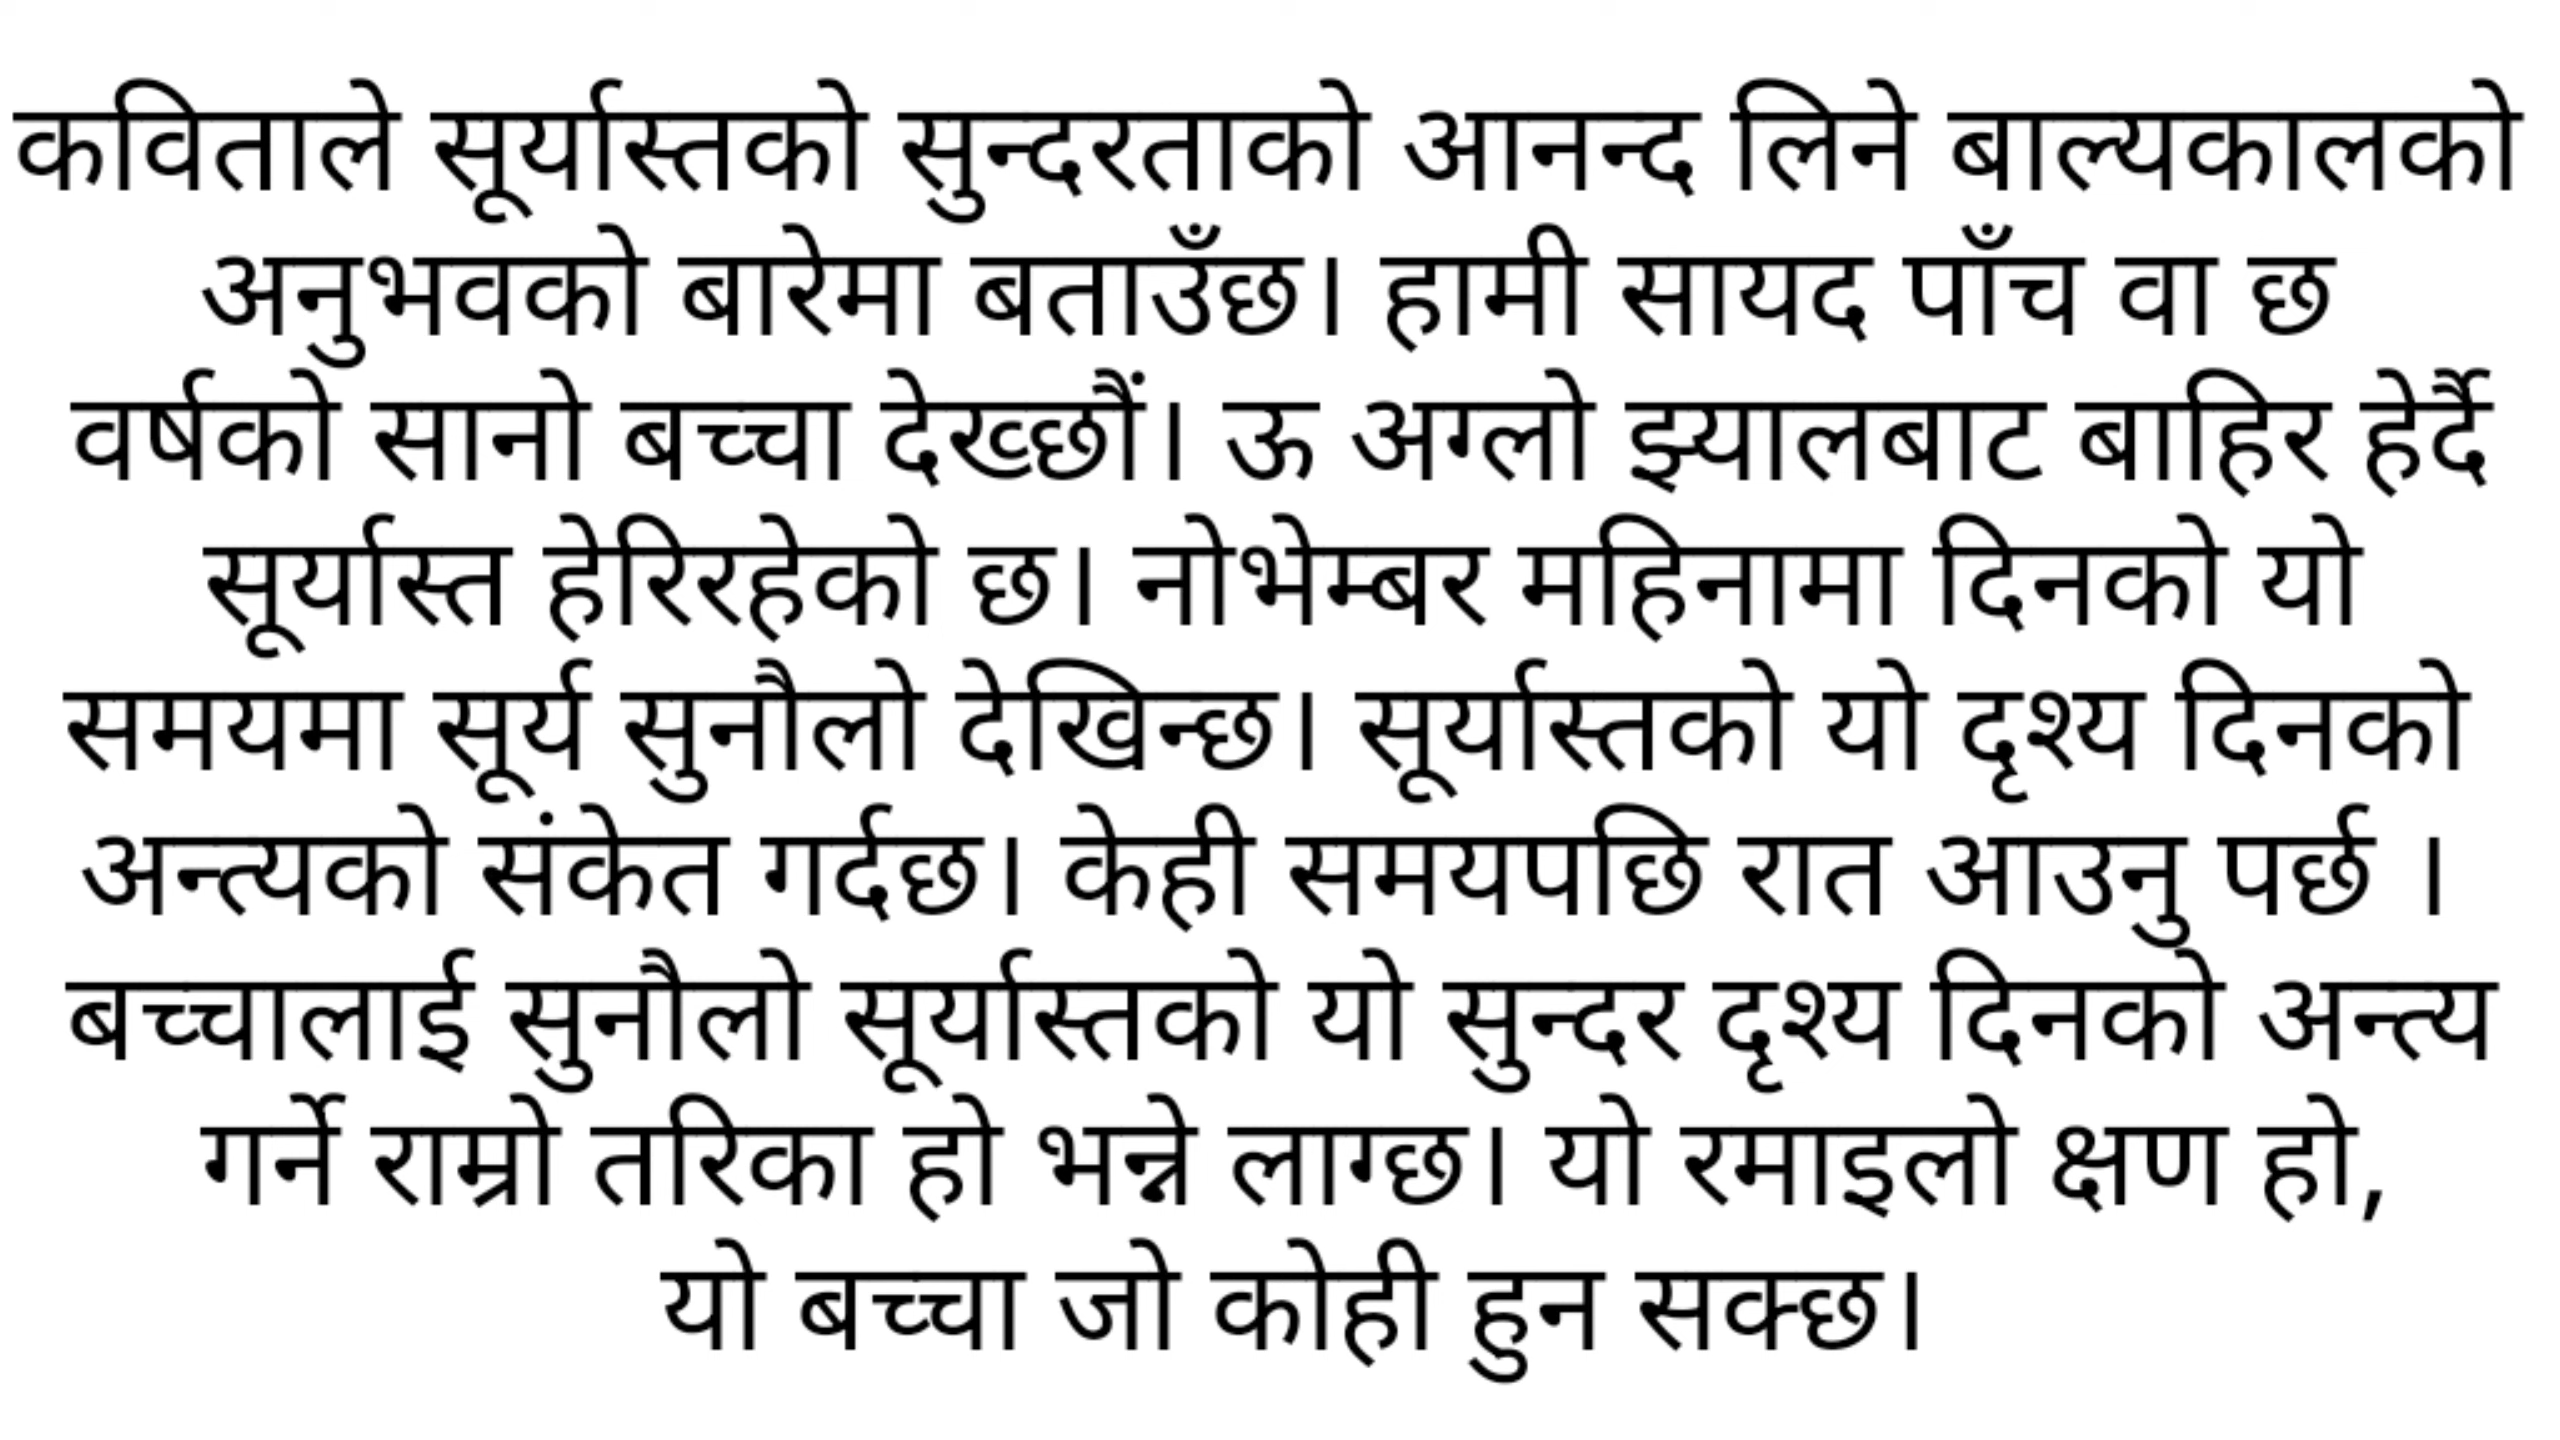 कविताले सूर्यास्तको सुन्दरताको आनन्द लिने बाल्यकालको
अनुभवको बारेमा बताउँछ। हामी सायद पाँच वा छ
वर्षको सानो बच्चा देख्छौं। ऊ अग्लो झ्यालबाट बाहिर हेर्दै
सूर्यास्त हेरिरहेको छ। नोभेम्बर महिनामा दिनको यो
समयमा सूर्य सुनौलो देखिन्छ। सूर्यास्तको यो दृश्य दिनको
अन्त्यको संकेत गर्दछ। केही समयपछि रात आउनु पर्छ ।
बच्चालाई सुनौलो सूर्यास्तको यो सुन्दर दृश्य दिनको अन्त्य
गर्ने राम्रो तरिका हो भन्ने लाग्छ। यो रमाइलो क्षण हो,
यो बच्चा जो कोही हुन सक्छ।